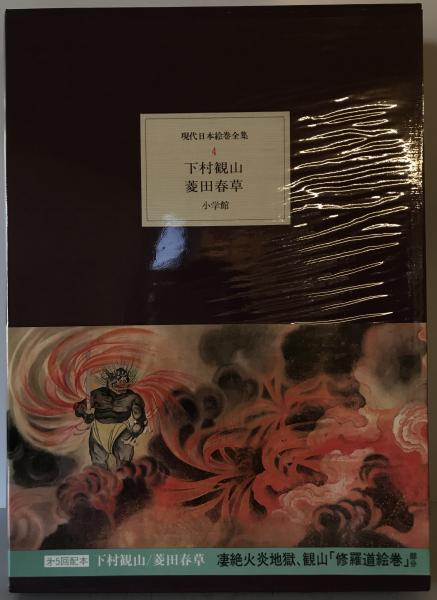 現代日本絵巻全集
4
下村観山
菱田春草
小学館
第5回配本 下村観山/菱田春草 凄絶火炎地獄、観山「修羅道絵巻」部分